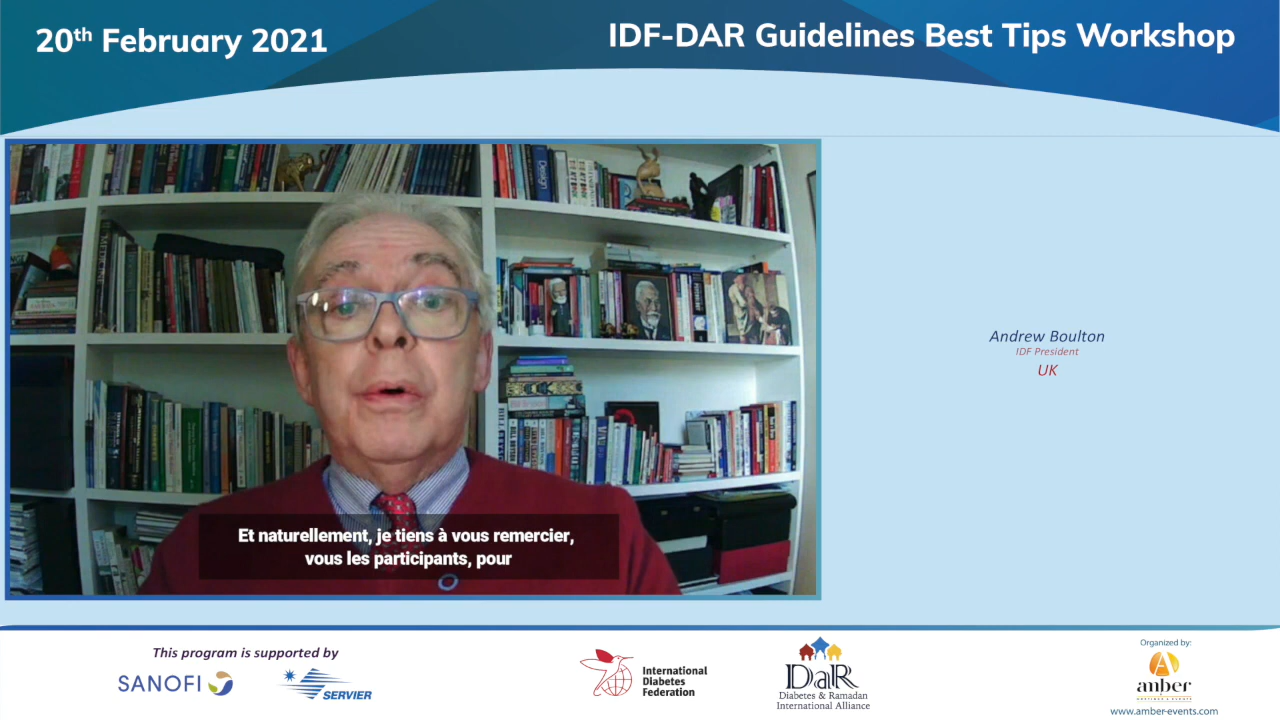 20th February 2021
IDF-DAR Guidelines Best Tips Workshop
Design
Andrew Boulton
IDF President
UK
Et naturellement, je tiens à vous remercier,
vous les participants, pour
This program is supported by
SANOFI
SERVIER
International
Diabetes
Federation
DaR
Diabetes & Ramadan
International Alliance
Organized by:
anber
www.amber-events.com